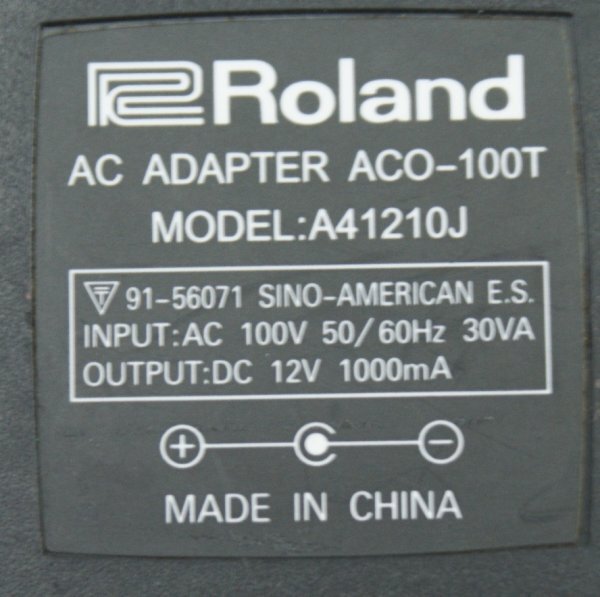 Roland
AC ADAPTER ACO-100T
MODEL:A41210J
91-56071 SINO-AMERICAN E.S.
INPUT:AC 100V 50/60Hz 30VA
OUTPUT:DC 12V 1000mA
+ -
MADE IN CHINA